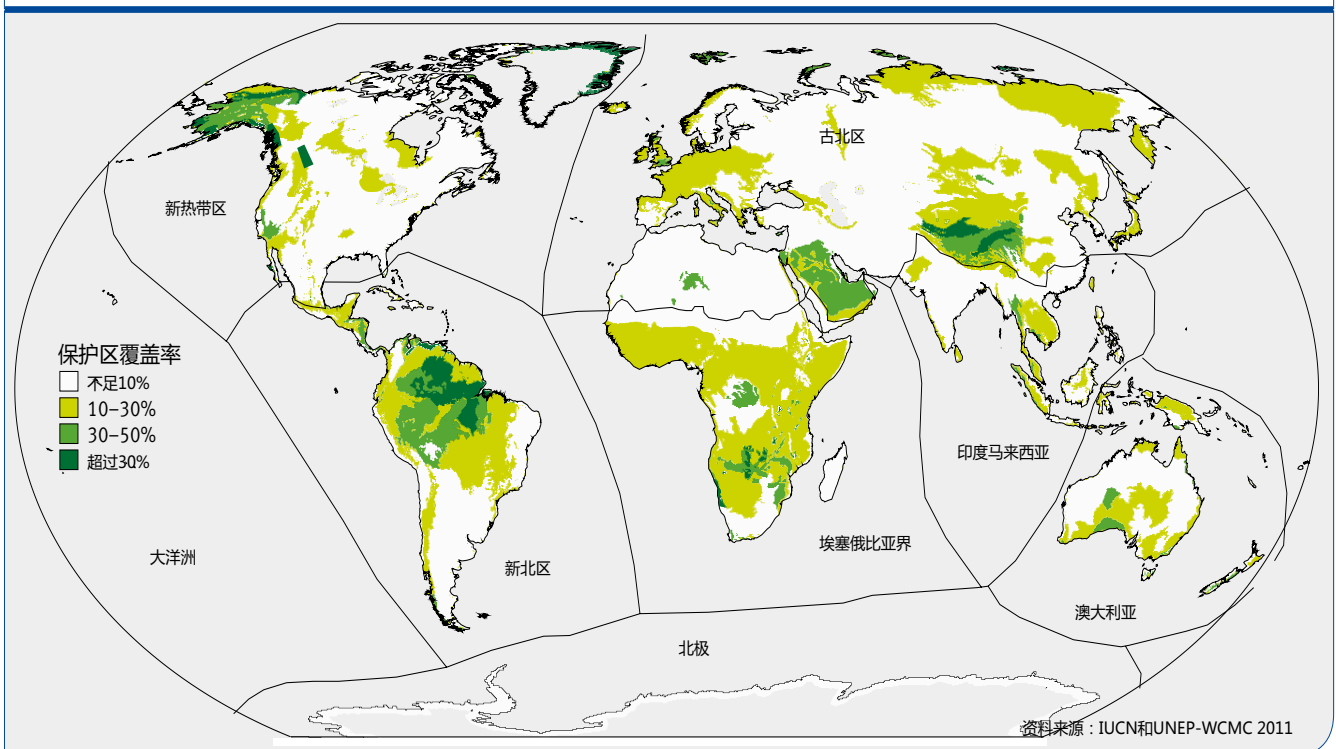 古北区
新热带区
保护区覆盖率
不足10%
10–30%
30–50%
超过30%
印度马来西亚
埃塞俄比亚界
大洋洲
新北区
澳大利亚
北极
资料来源：IUCN和UNEP-WCMC 2011